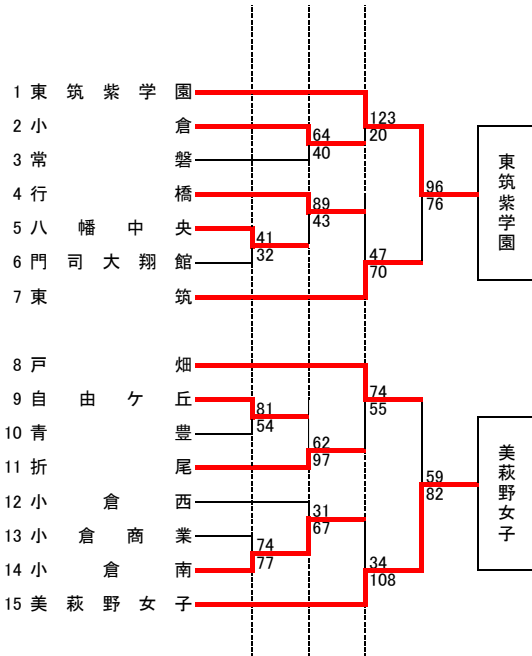 1 東筑紫学園
2 小倉
3 常磐
4 行橋
5 八幡中央
6 門司大翔館
7 東筑
64
40
89
43
41
32
123
20
47
70
96
76
東筑紫学園
8 戸畑
9 自由ケ丘
10 青豊
11 折尾
12 小倉西
13 小倉商業
14 小倉南
15 美萩野女子
81
54
62
97
31
67
74
77
74
55
34
108
59
82
美萩野女子